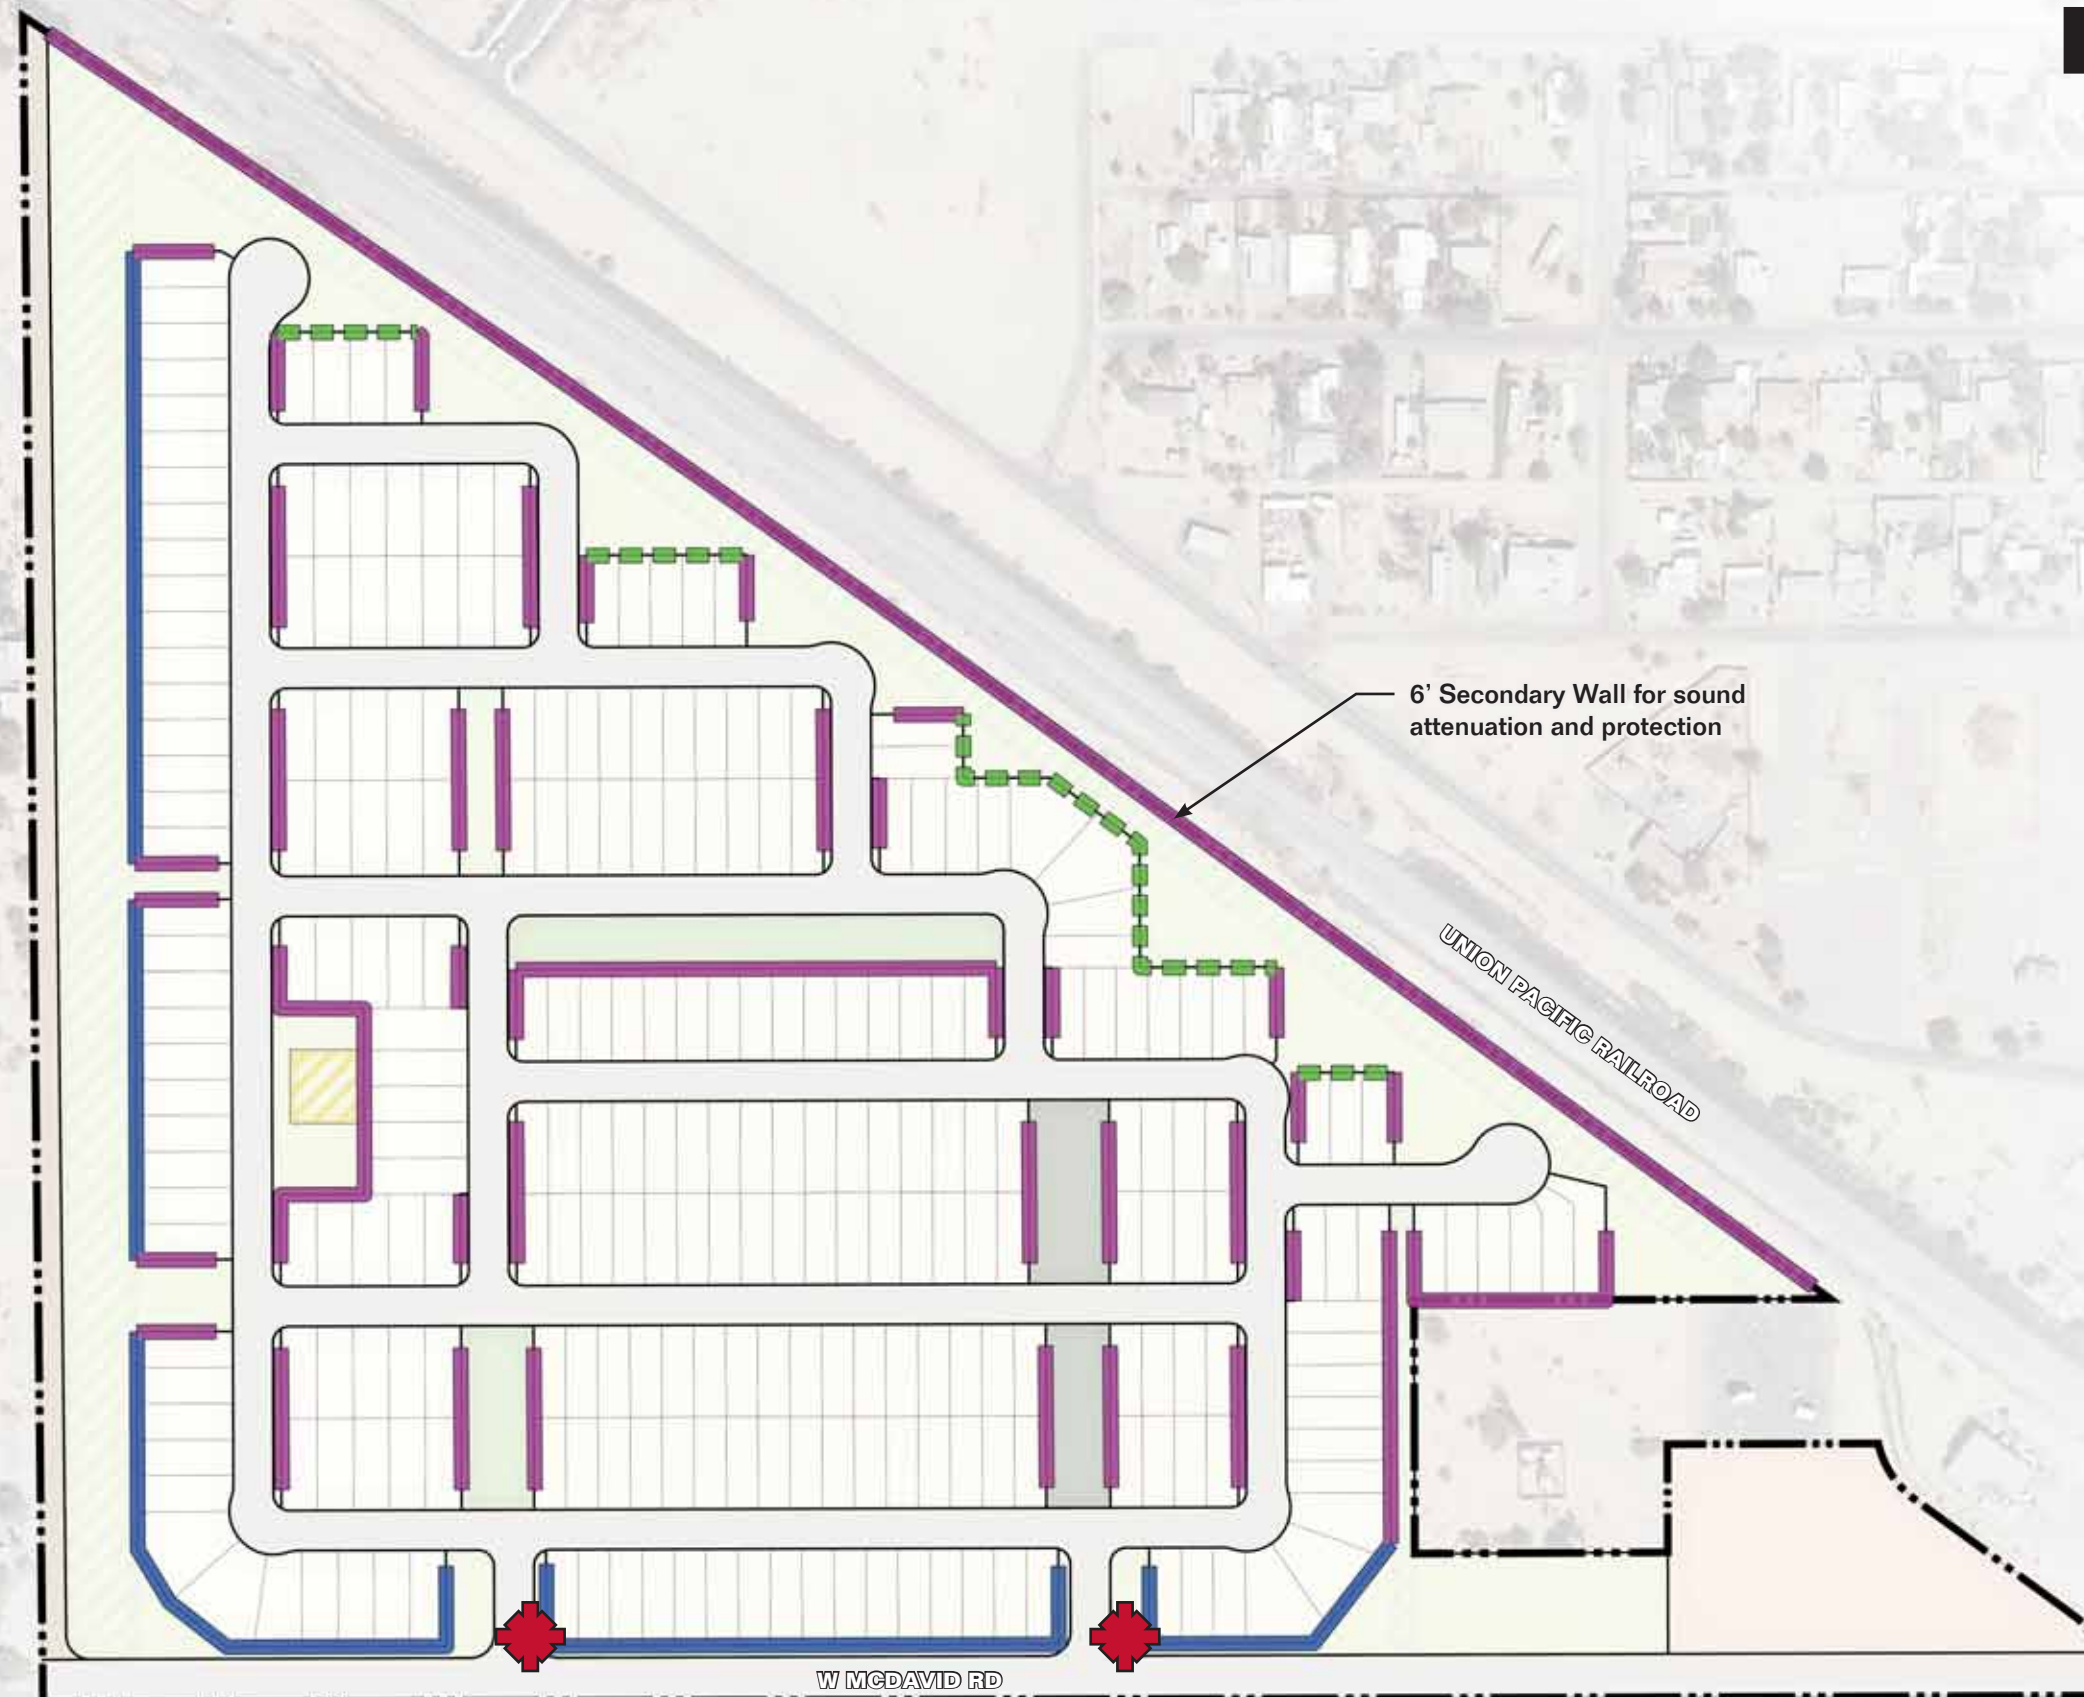 6’ Secondary Wall for sound
attenuation and protection
UNION PACIFIC RAILROAD
W MCDAVID RD